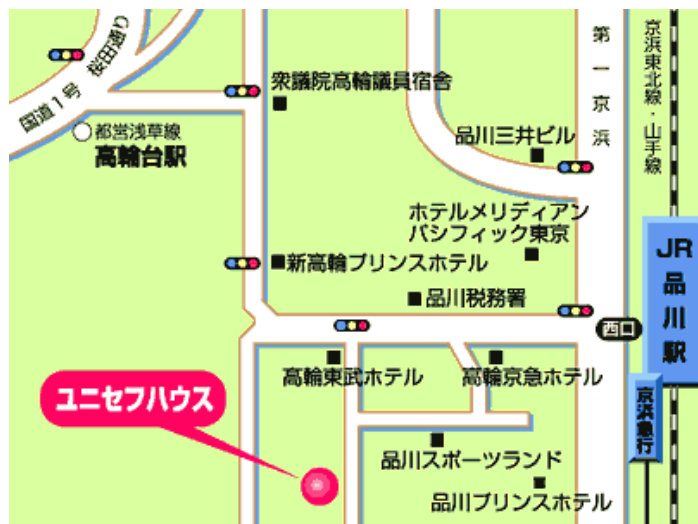 国道1号 桜田通り
都営浅草線
高輪台駅
衆議院高輪議員宿舎
第一京浜
京浜東北線・山手線
品川三井ビル
ホテルメリディアン
パシフィック東京
新高輪プリンスホテル
品川税務署
JR品川駅
西口
高輪東武ホテル
高輪京急ホテル
京浜急行
ユニセフハウス
品川スポーツランド
品川プリンスホテル